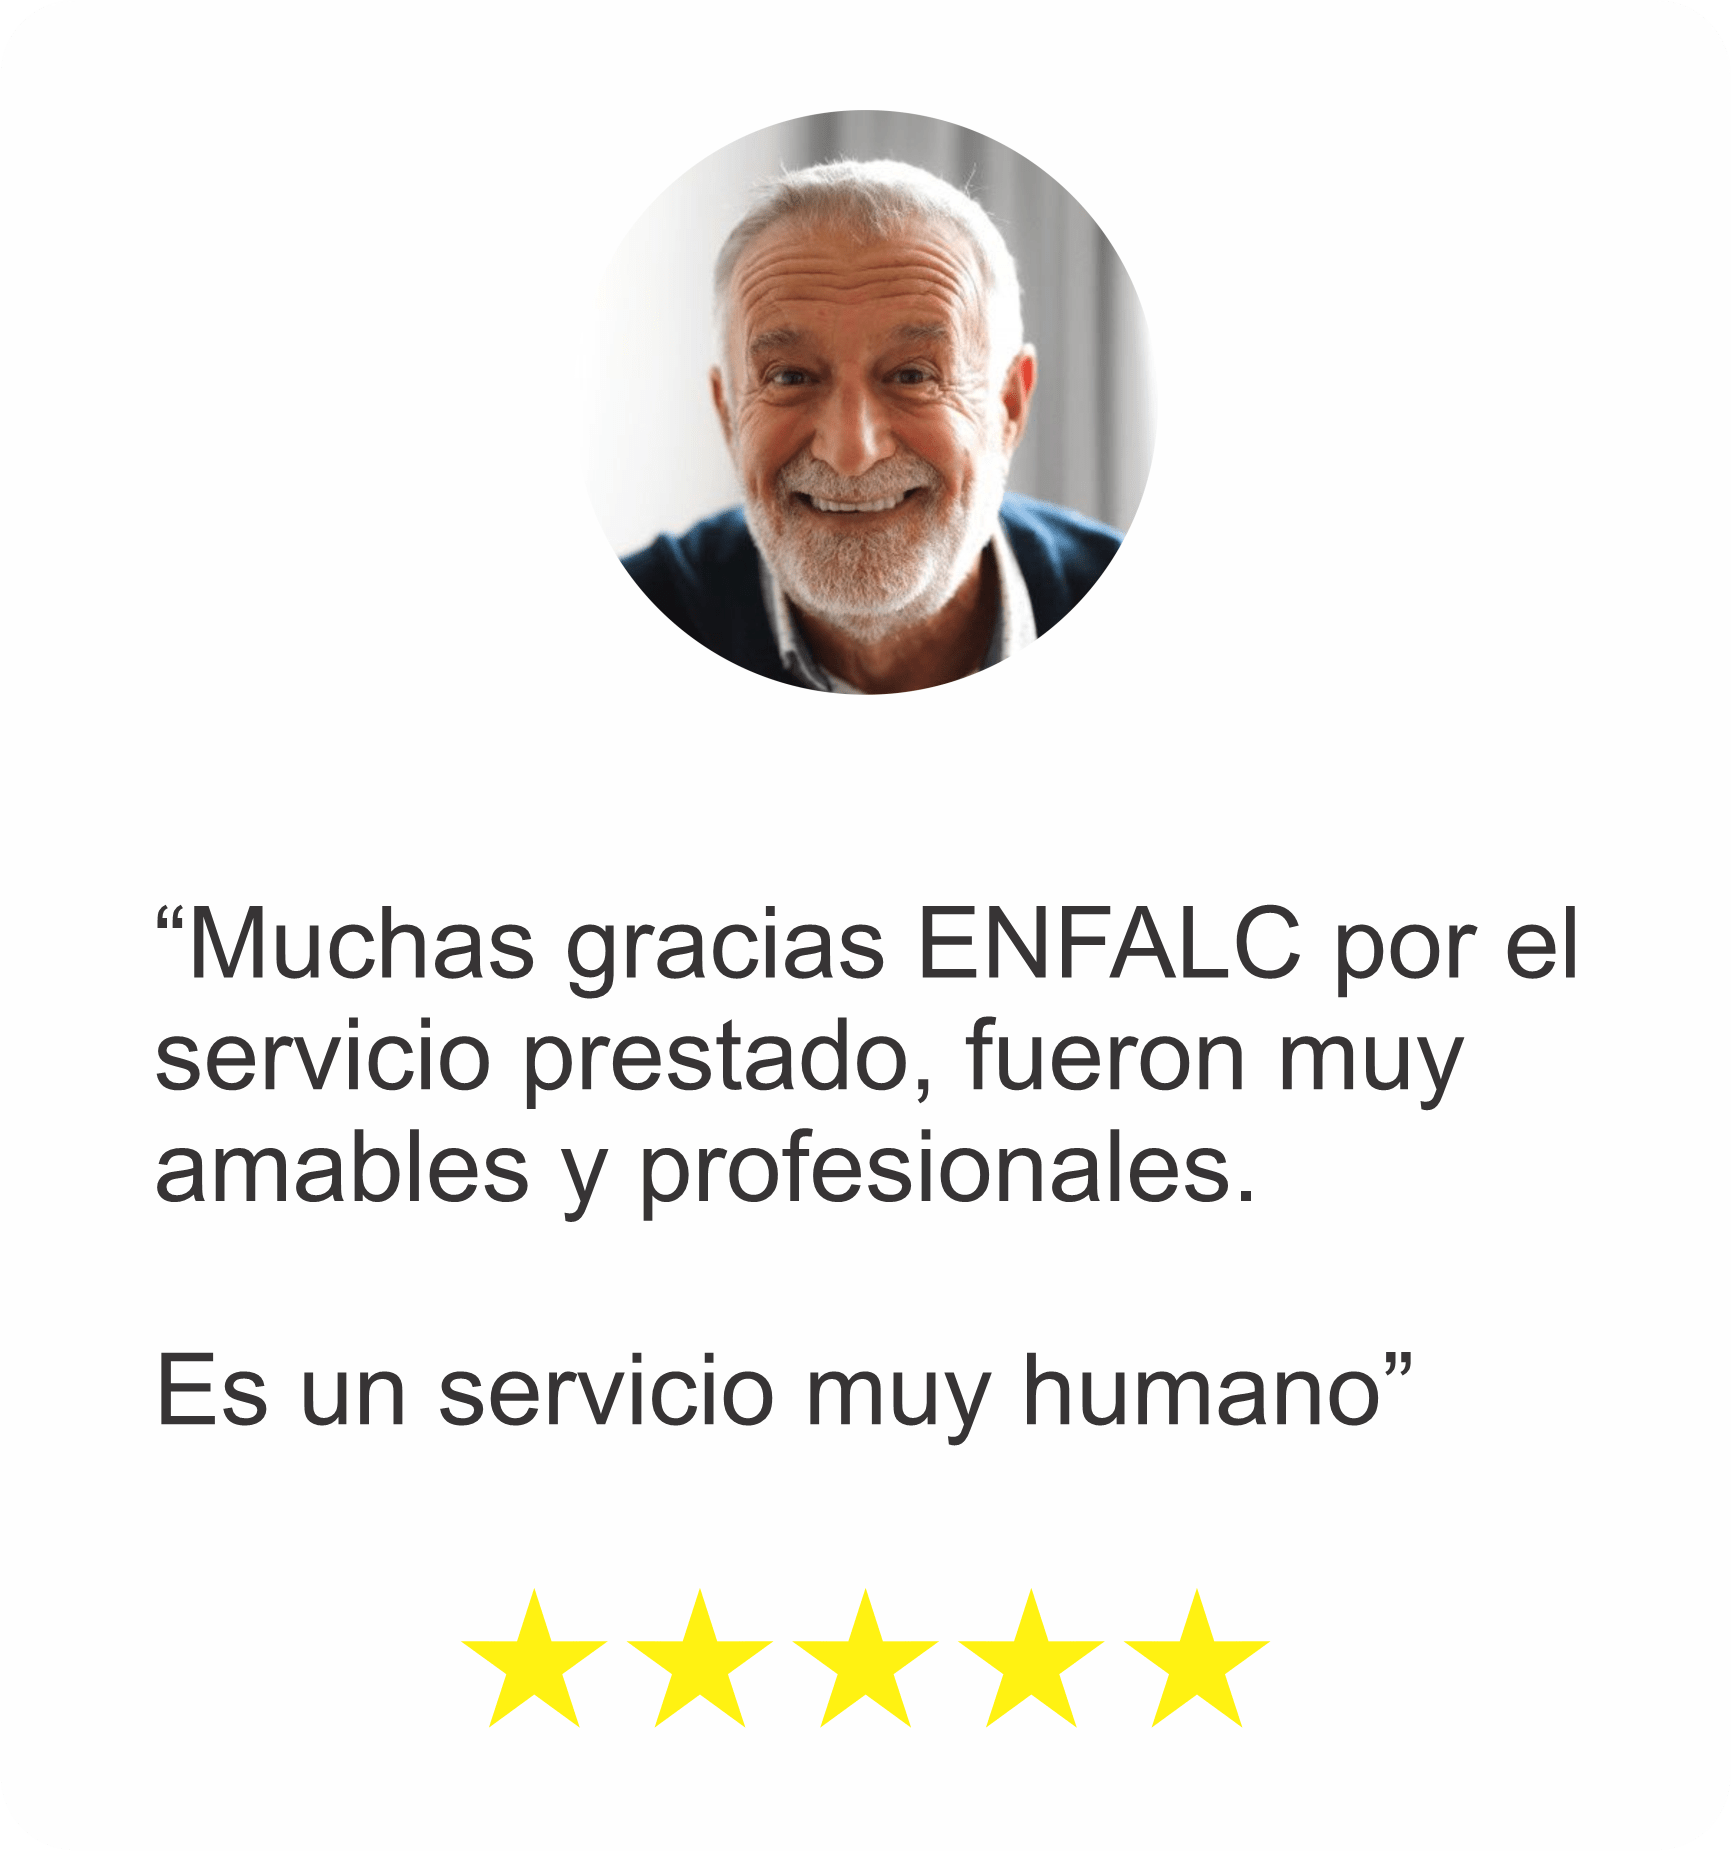 “Muchas gracias ENFALC por el
servicio prestado, fueron muy
amables y profesionales.
Es un servicio muy humano”